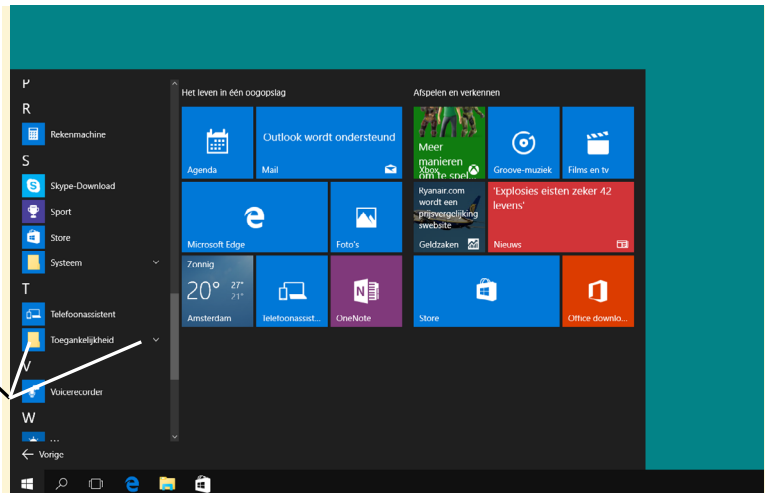 P
R
Rekenmachine
S
Skype-Download
Sport
Store
Systeem
T
Telefoonassistent
Toegankelijkheid
V
Voicerecorder
W
Vorige
Het leven in één oogopslag
Agenda
Outlook wordt ondersteund
Mail
Microsoft Edge
Foto's
Zonnig
20° 27°
21°
Amsterdam
Telefoonassist...
OneNote
Afspelen en verkennen
Meer
manieren
om te spel
Xbox
Groove-muziek
Films en tv
Ryanair.com
wordt een
prijsvergelijking
swebsite
Geldzaken
'Explosies eisten zeker 42
levens'
Nieuws
Store
Office downlo...